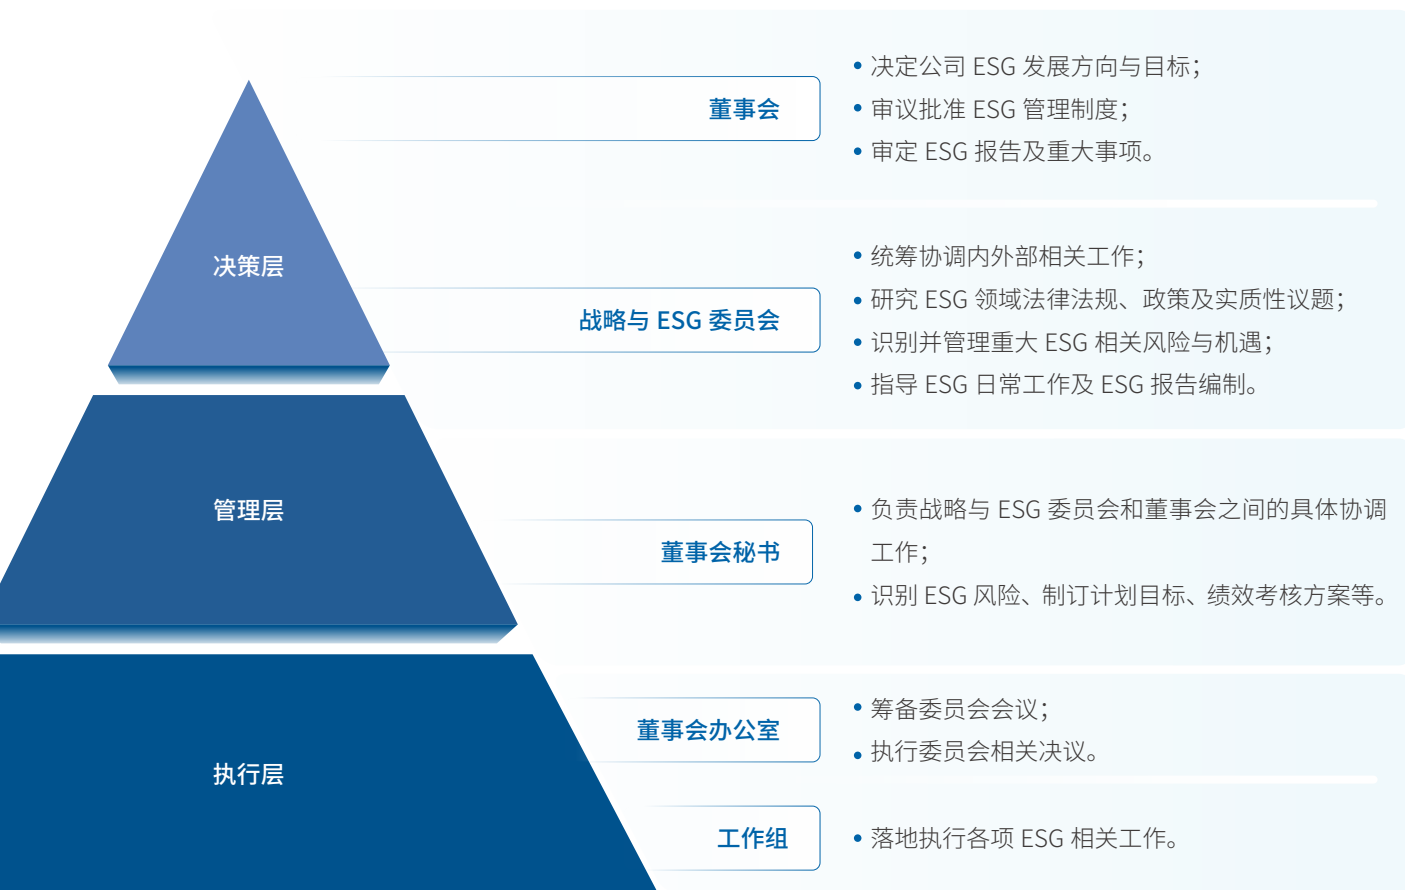 决策层
董事会
• 决定公司 ESG 发展方向与目标；
• 审议批准 ESG 管理制度；
• 审定 ESG 报告及重大事项。
战略与 ESG 委员会
• 统筹协调内外部相关工作；
• 研究 ESG 领域法律法规、政策及实质性议题；
• 识别并管理重大 ESG 相关风险与机遇；
• 指导 ESG 日常工作及 ESG 报告编制。
管理层
董事会秘书
• 负责战略与 ESG 委员会和董事会之间的具体协调
工作；
• 识别 ESG 风险、制订计划目标、绩效考核方案等。
执行层
董事会办公室
• 筹备委员会会议；
• 执行委员会相关决议。
工作组
• 落地执行各项 ESG 相关工作。